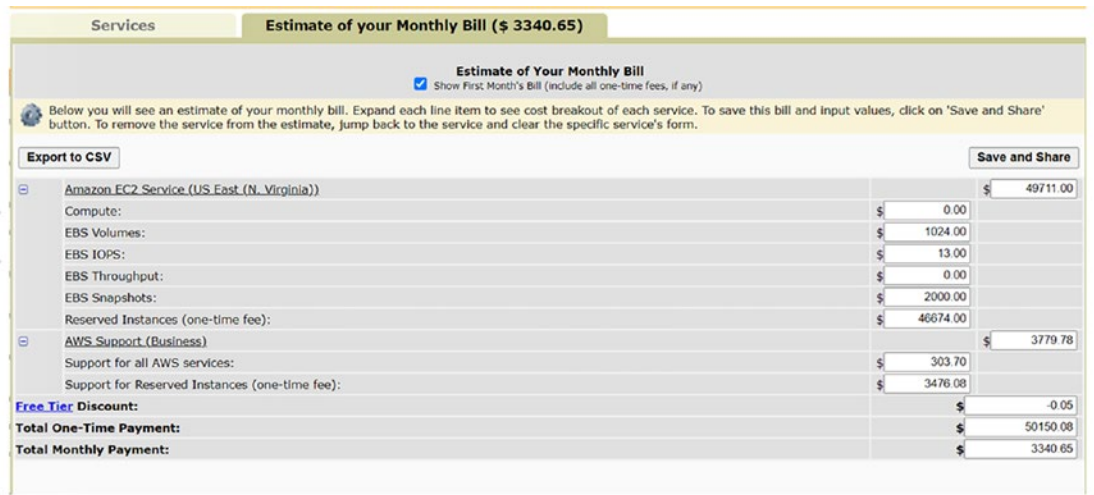 Services Estimate of your Monthly Bill ($ 3340.65)
Estimate of Your Monthly Bill
Show First Month's Bill (include all one-time fees, if any)
Below you will see an estimate of your monthly bill. Expand each line item to see cost breakout of each service. To save this bill and input values, click on 'Save and Share'
button. To remove the service from the estimate, jump back to the service and clear the specific service's form.
Export to CSV Save and Share
Amazon EC2 Service (US East (N. Virginia)) $ 49711.00
Compute: $ 0.00
EBS Volumes: $ 1024.00
EBS IOPS: $ 13.00
EBS Throughput: $ 0.00
EBS Snapshots: $ 2000.00
Reserved Instances (one-time fee): $ 46674.00
AWS Support (Business) $ 3779.78
Support for all AWS services: $ 303.70
Support for Reserved Instances (one-time fee): $ 3476.08
Free Tier Discount: $ -0.05
Total One-Time Payment: $ 50150.08
Total Monthly Payment: $ 3340.65